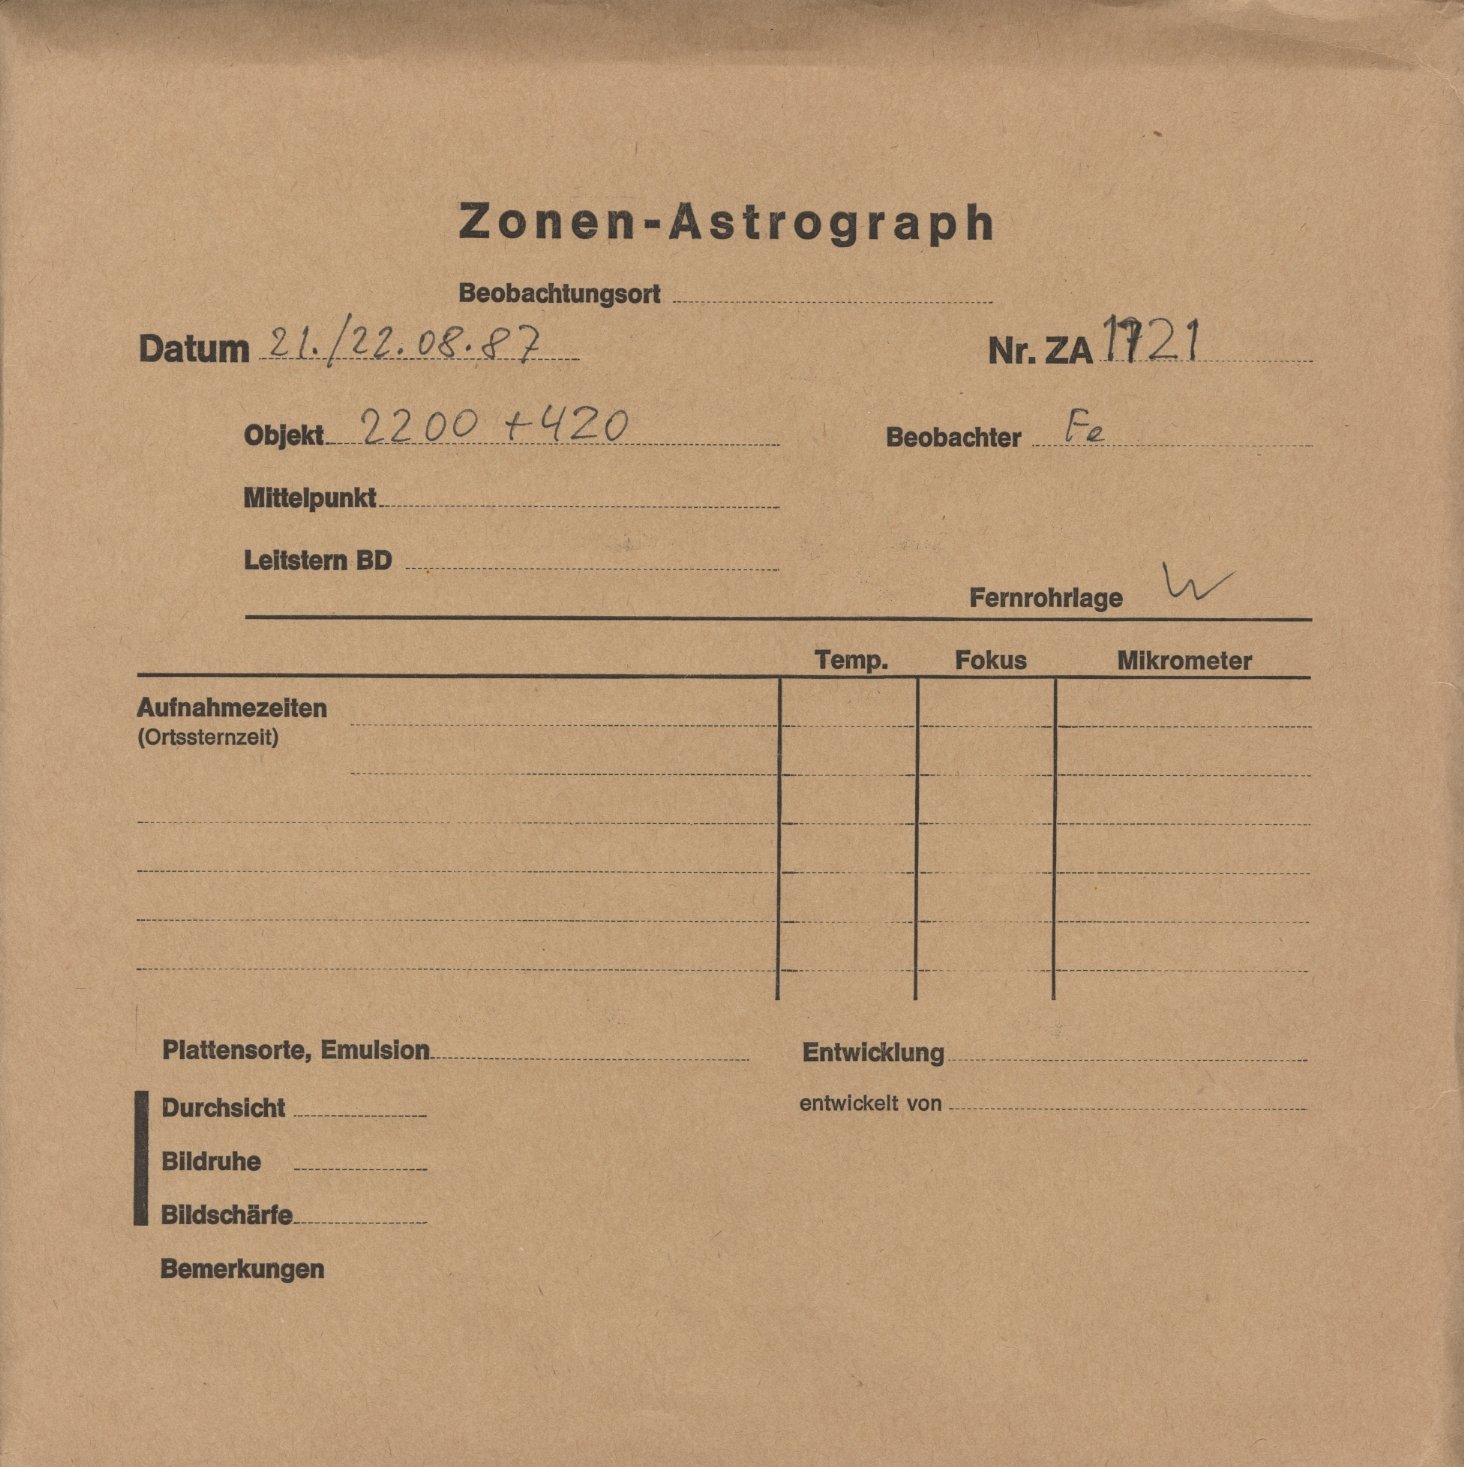 Zonen-Astrograph
Beobachtungsort
Datum 21./22.08.87 Nr. ZA 1721
Objekt 2200 +420 Beobachter Fe
Mittelpunkt
Leitstern BD
Fernrohrlage W
Temp. Fokus Mikrometer
Aufnahmezeiten
(Ortssternzeit)
Plattensorte, Emulsion Entwicklung
Durchsicht entwickelt von
Bildruhe
Bildschärfe
Bemerkungen